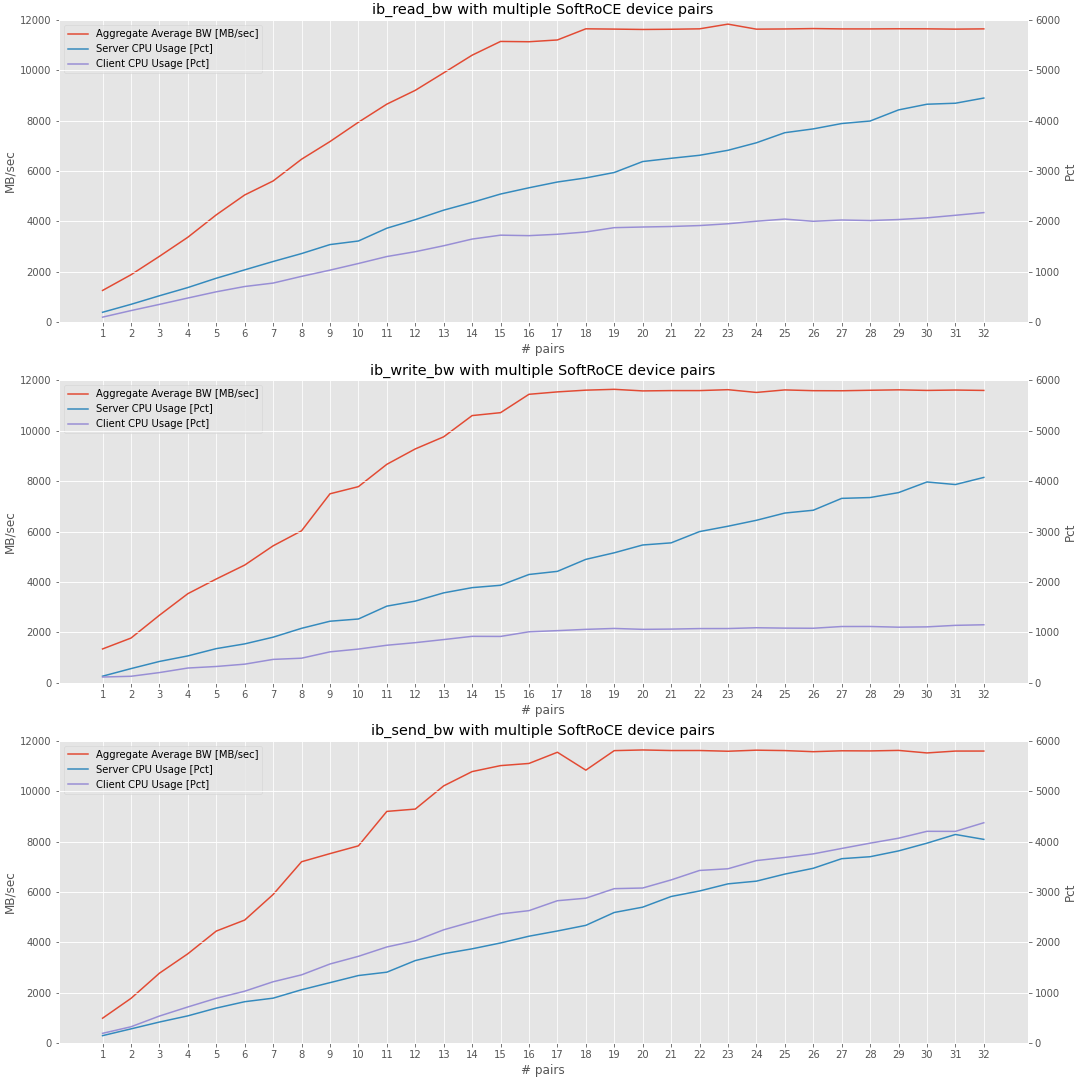 ib_read_bw with multiple SoftRoCE device pairs
Aggregate Average BW [MB/sec]
Server CPU Usage [Pct]
Client CPU Usage [Pct]
12000
10000
8000
6000
4000
2000
0
MB/sec
6000
5000
4000
3000
2000
1000
0
Pct
1 2 3 4 5 6 7 8 9 10 11 12 13 14 15 16 17 18 19 20 21 22 23 24 25 26 27 28 29 30 31 32
# pairs
ib_write_bw with multiple SoftRoCE device pairs
Aggregate Average BW [MB/sec]
Server CPU Usage [Pct]
Client CPU Usage [Pct]
12000
10000
8000
6000
4000
2000
0
MB/sec
6000
5000
4000
3000
2000
1000
0
Pct
1 2 3 4 5 6 7 8 9 10 11 12 13 14 15 16 17 18 19 20 21 22 23 24 25 26 27 28 29 30 31 32
# pairs
ib_send_bw with multiple SoftRoCE device pairs
Aggregate Average BW [MB/sec]
Server CPU Usage [Pct]
Client CPU Usage [Pct]
12000
10000
8000
6000
4000
2000
0
MB/sec
6000
5000
4000
3000
2000
1000
0
Pct
1 2 3 4 5 6 7 8 9 10 11 12 13 14 15 16 17 18 19 20 21 22 23 24 25 26 27 28 29 30 31 32
# pairs